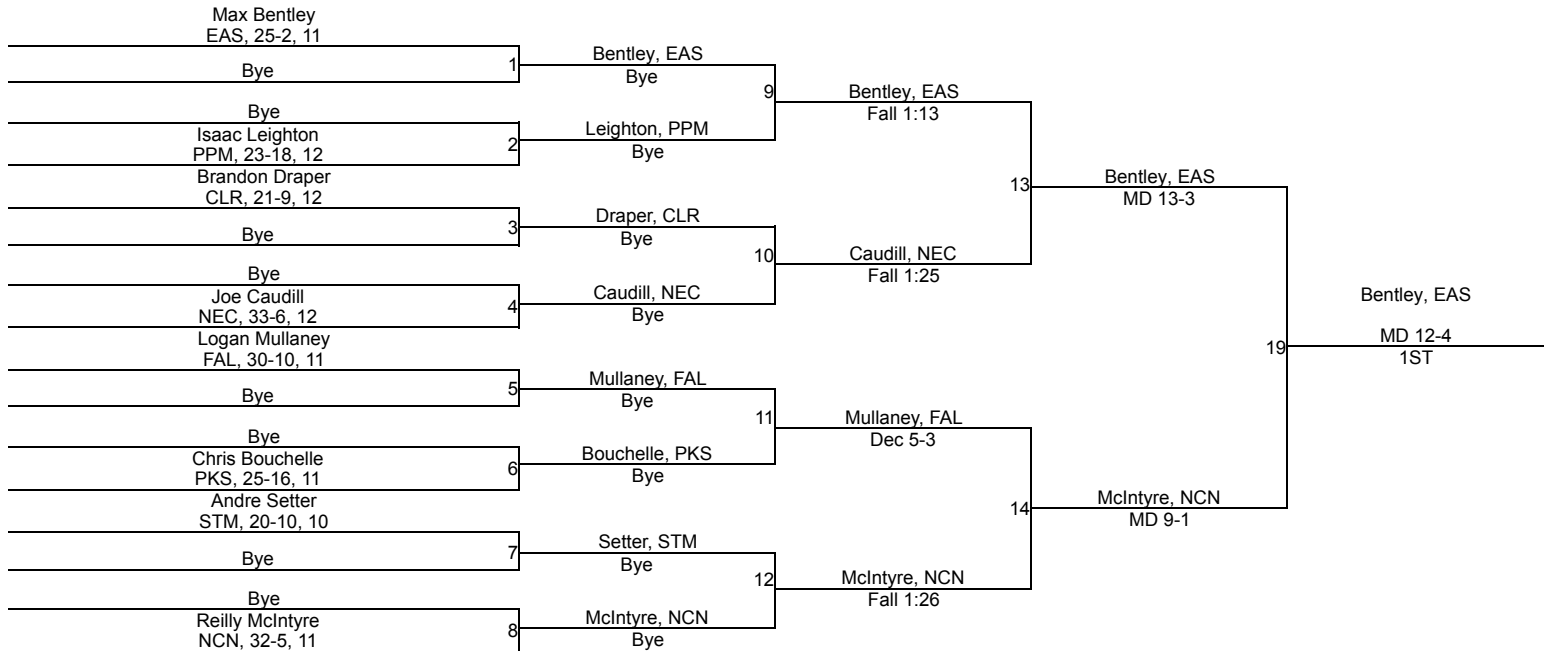 Max Bentley
EAS, 25-2, 11
Bye
1
Bye
Isaac Leighton
PPM, 23-18, 12
2
Brandon Draper
CLR, 21-9, 12
Bye
3
Bye
Joe Caudill
NEC, 33-6, 12
4
Logan Mullaney
FAL, 30-10, 11
Bye
5
Bye
Chris Bouchelle
PKS, 25-16, 11
6
Andre Setter
STM, 20-10, 10
Bye
7
Bye
Reilly McIntyre
NCN, 32-5, 11
8
Bentley, EAS
Bye
9
Leighton, PPM
Bye
Draper, CLR
Bye
10
Caudill, NEC
Bye
Mullaney, FAL
Bye
11
Bouchelle, PKS
Bye
Setter, STM
Bye
12
McIntyre, NCN
Bye
Bentley, EAS
Fall 1:13
13
Caudill, NEC
Fall 1:25
Mullaney, FAL
Dec 5-3
14
McIntyre, NCN
Fall 1:26
Bentley, EAS
MD 13-3
19
McIntyre, NCN
MD 9-1
Bentley, EAS
MD 12-4
1ST